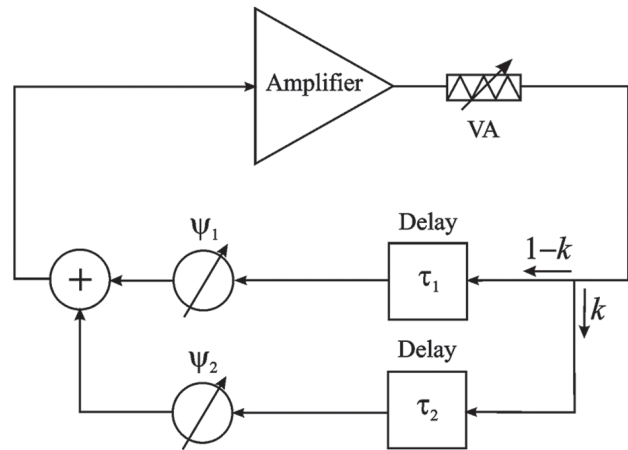 Amplifier
VA
ψ₁
Delay
τ₁
1–k
k
+
ψ₂
Delay
τ₂